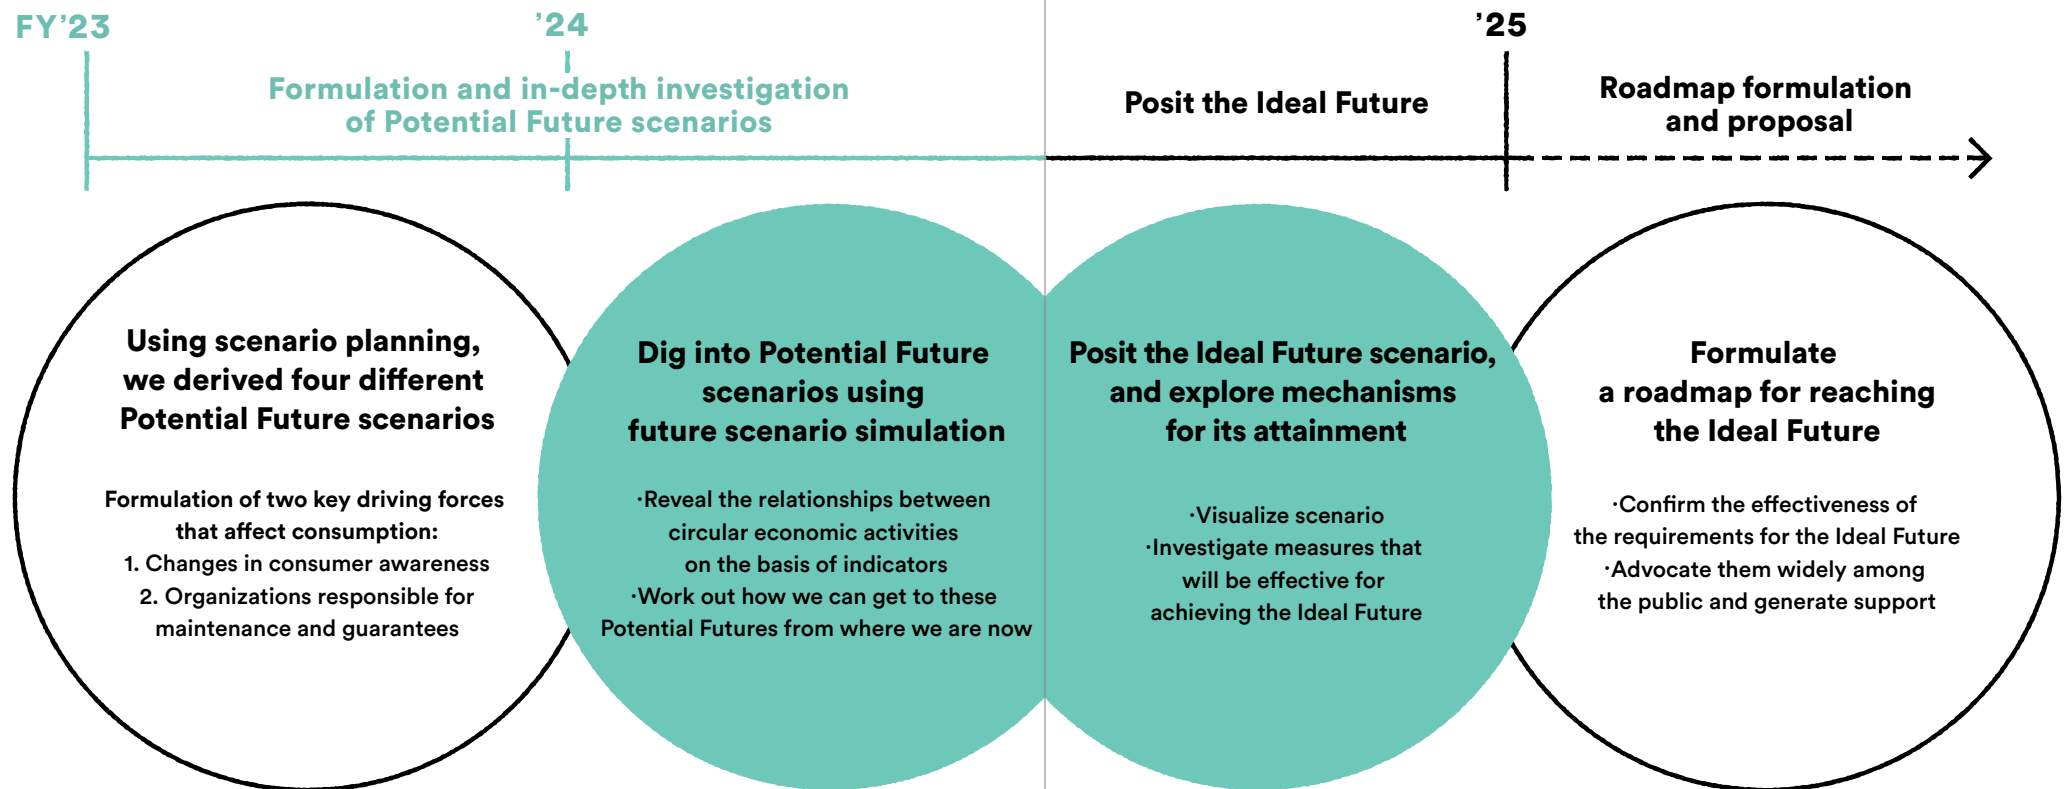 FY’23
’24
’25
Formulation and in-depth investigation
of Potential Future scenarios
Posit the Ideal Future
Roadmap formulation
and proposal
Using scenario planning,
we derived four different
Potential Future scenarios
Formulation of two key driving forces
that affect consumption:
1. Changes in consumer awareness
2. Organizations responsible for
maintenance and guarantees
Dig into Potential Future
scenarios using
future scenario simulation
·Reveal the relationships between
circular economic activities
on the basis of indicators
·Work out how we can get to these
Potential Futures from where we are now
Posit the Ideal Future scenario,
and explore mechanisms
for its attainment
·Visualize scenario
·Investigate measures that
will be effective for
achieving the Ideal Future
Formulate
a roadmap for reaching
the Ideal Future
·Confirm the effectiveness of
the requirements for the Ideal Future
·Advocate them widely among
the public and generate support